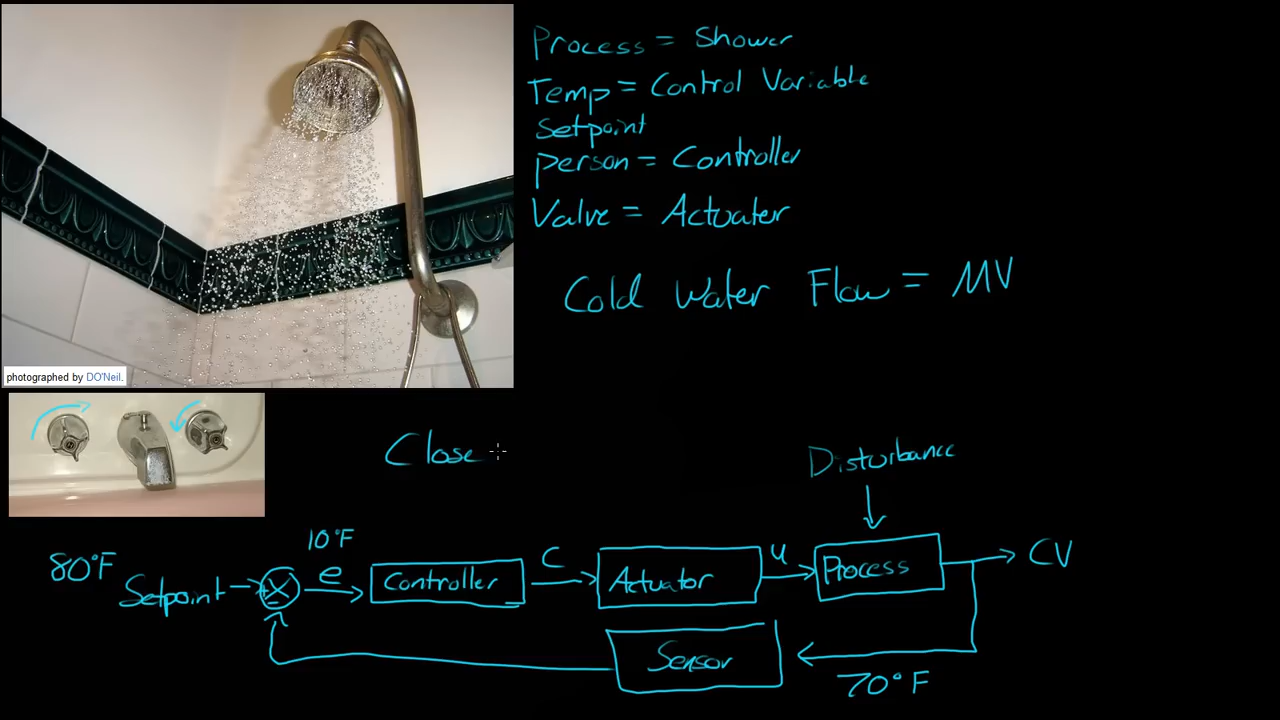 Process = Shower
Temp = Control Variable
Setpoint
person = Controller
Valve = Actuater
Cold Water Flow = MV
photographed by DO'Neil.
Close
Disturbance
80°F
Setpoint
+
X
−
10°F
e
Controller
C
Actuator
u
Process
CV
Sensor
70°F